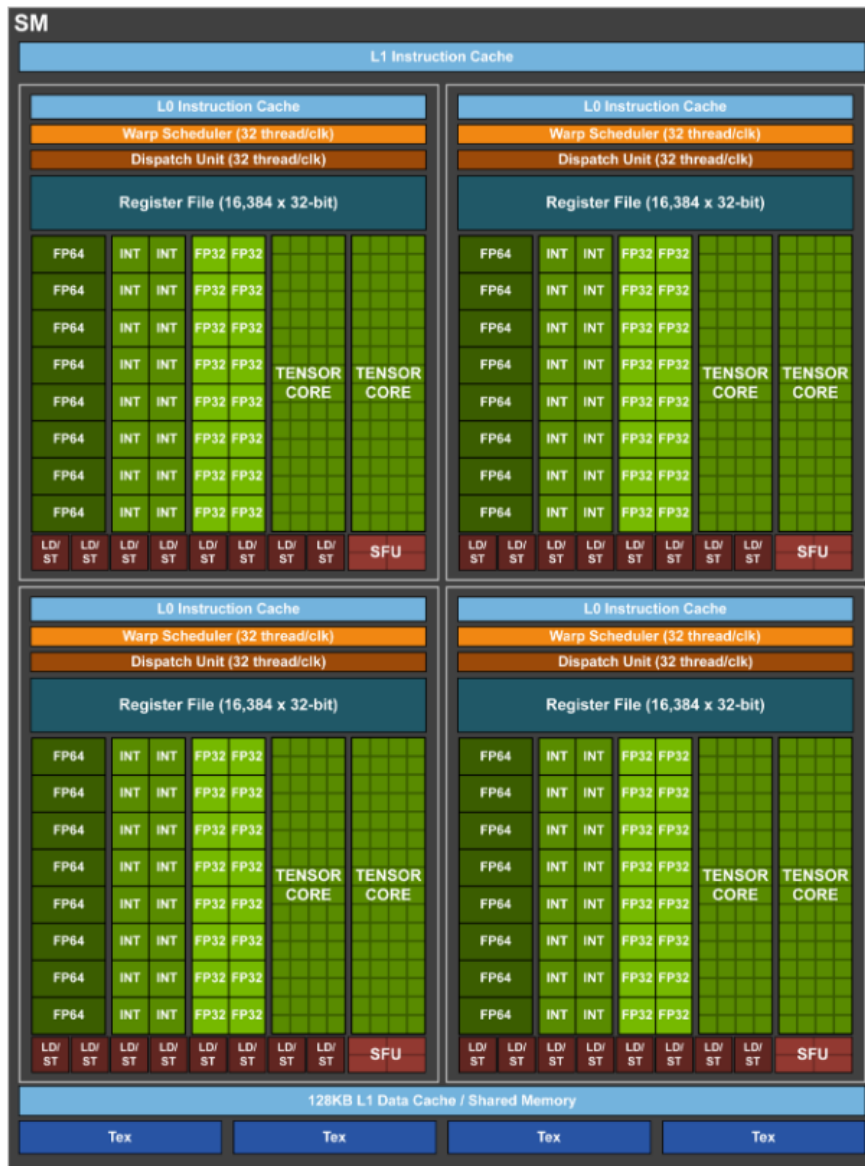 SM
L1 Instruction Cache
L0 Instruction Cache
Warp Scheduler (32 thread/clk)
Dispatch Unit (32 thread/clk)
Register File (16,384 x 32-bit)
FP64 INT INT FP32 FP32
FP64 INT INT FP32 FP32
FP64 INT INT FP32 FP32
FP64 INT INT FP32 FP32
TENSOR CORE TENSOR CORE
FP64 INT INT FP32 FP32
FP64 INT INT FP32 FP32
FP64 INT INT FP32 FP32
FP64 INT INT FP32 FP32
LD/ST LD/ST LD/ST LD/ST LD/ST LD/ST LD/ST LD/ST SFU
L0 Instruction Cache
Warp Scheduler (32 thread/clk)
Dispatch Unit (32 thread/clk)
Register File (16,384 x 32-bit)
FP64 INT INT FP32 FP32
FP64 INT INT FP32 FP32
FP64 INT INT FP32 FP32
FP64 INT INT FP32 FP32
TENSOR CORE TENSOR CORE
FP64 INT INT FP32 FP32
FP64 INT INT FP32 FP32
FP64 INT INT FP32 FP32
FP64 INT INT FP32 FP32
LD/ST LD/ST LD/ST LD/ST LD/ST LD/ST LD/ST LD/ST SFU
L0 Instruction Cache
Warp Scheduler (32 thread/clk)
Dispatch Unit (32 thread/clk)
Register File (16,384 x 32-bit)
FP64 INT INT FP32 FP32
FP64 INT INT FP32 FP32
FP64 INT INT FP32 FP32
FP64 INT INT FP32 FP32
TENSOR CORE TENSOR CORE
FP64 INT INT FP32 FP32
FP64 INT INT FP32 FP32
FP64 INT INT FP32 FP32
FP64 INT INT FP32 FP32
LD/ST LD/ST LD/ST LD/ST LD/ST LD/ST LD/ST LD/ST SFU
L0 Instruction Cache
Warp Scheduler (32 thread/clk)
Dispatch Unit (32 thread/clk)
Register File (16,384 x 32-bit)
FP64 INT INT FP32 FP32
FP64 INT INT FP32 FP32
FP64 INT INT FP32 FP32
FP64 INT INT FP32 FP32
TENSOR CORE TENSOR CORE
FP64 INT INT FP32 FP32
FP64 INT INT FP32 FP32
FP64 INT INT FP32 FP32
FP64 INT INT FP32 FP32
LD/ST LD/ST LD/ST LD/ST LD/ST LD/ST LD/ST LD/ST SFU
128KB L1 Data Cache / Shared Memory
Tex Tex Tex Tex